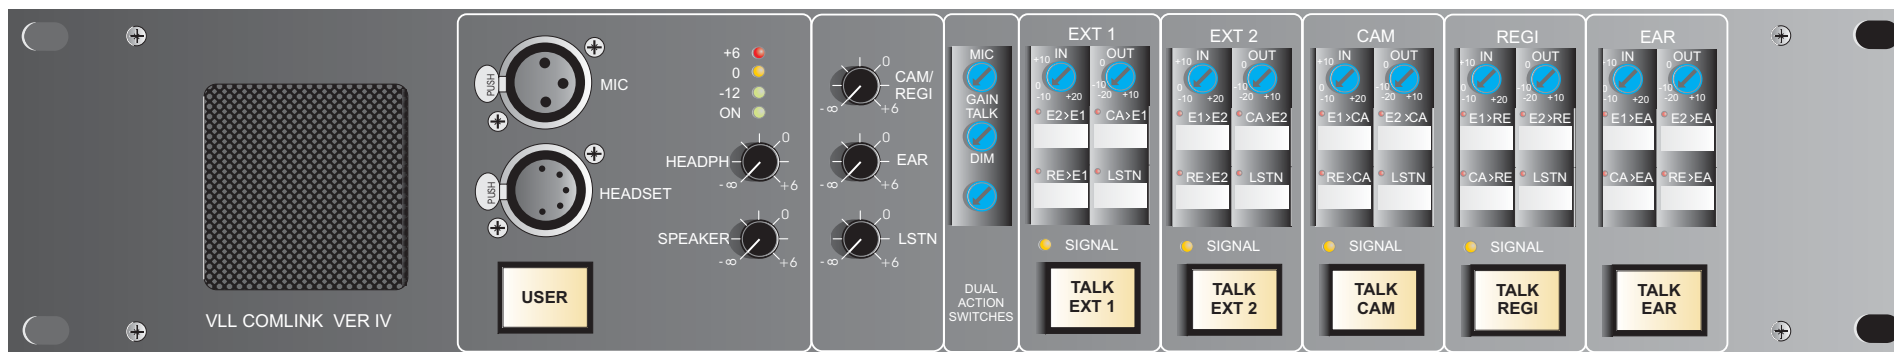 VLL COMLINK VER IV
PUSH
MIC
PUSH
HEADSET
USER
+6
0
-12
ON
HEADPH
0
-∞ +6
SPEAKER
0
-∞ +6
0
CAM/
REGI
-∞ +6
0
EAR
-∞ +6
0
LSTN
-∞ +6
MIC
GAIN
TALK
DIM
DUAL
ACTION
SWITCHES
EXT 1
IN OUT
+10 0
0 -10
-10 +20 -20 +10
E2>E1 CA>E1
RE>E1 LSTN
SIGNAL
TALK
EXT 1
EXT 2
IN OUT
+10 0
0 -10
-10 +20 -20 +10
E1>E2 CA>E2
RE>E2 LSTN
SIGNAL
TALK
EXT 2
CAM
IN OUT
+10 0
0 -10
-10 +20 -20 +10
E1>CA E2>CA
RE>CA LSTN
SIGNAL
TALK
CAM
REGI
IN OUT
+10 0
0 -10
-10 +20 -20 +10
E1>RE E2>RE
CA>RE LSTN
SIGNAL
TALK
REGI
EAR
IN OUT
+10 0
0 -10
-10 +20 -20 +10
E1>EA E2>EA
CA>EA RE>EA
TALK
EAR